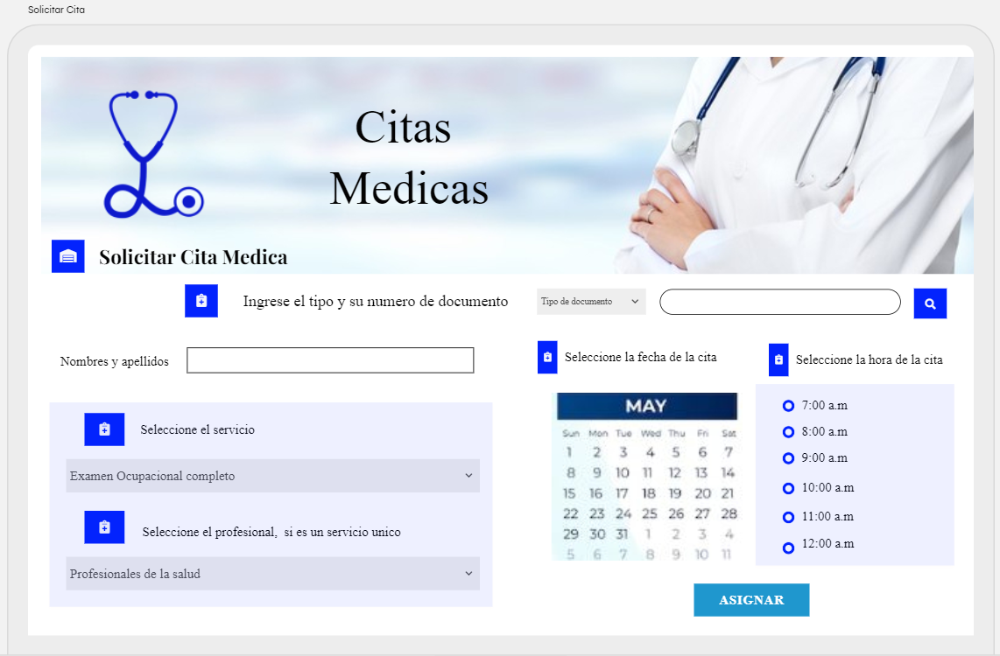 Solicitar Cita
Citas
Medicas
Solicitar Cita Medica
Ingrese el tipo y su numero de documento
Tipo de documento
Nombres y apellidos
Seleccione el servicio
Examen Ocupacional completo
Seleccione el profesional, si es un servicio unico
Profesionales de la salud
Seleccione la fecha de la cita
MAY
Sun Mon Tue Wed Thu Fri Sat
1 2 3 4 5 6 7
8 9 10 11 12 13 14
15 16 17 18 19 20 21
22 23 24 25 26 27 28
29 30 31 1 2 3 4
5 6 7 8 9 10 11
Seleccione la hora de la cita
7:00 a.m
8:00 a.m
9:00 a.m
10:00 a.m
11:00 a.m
12:00 a.m
ASIGNAR